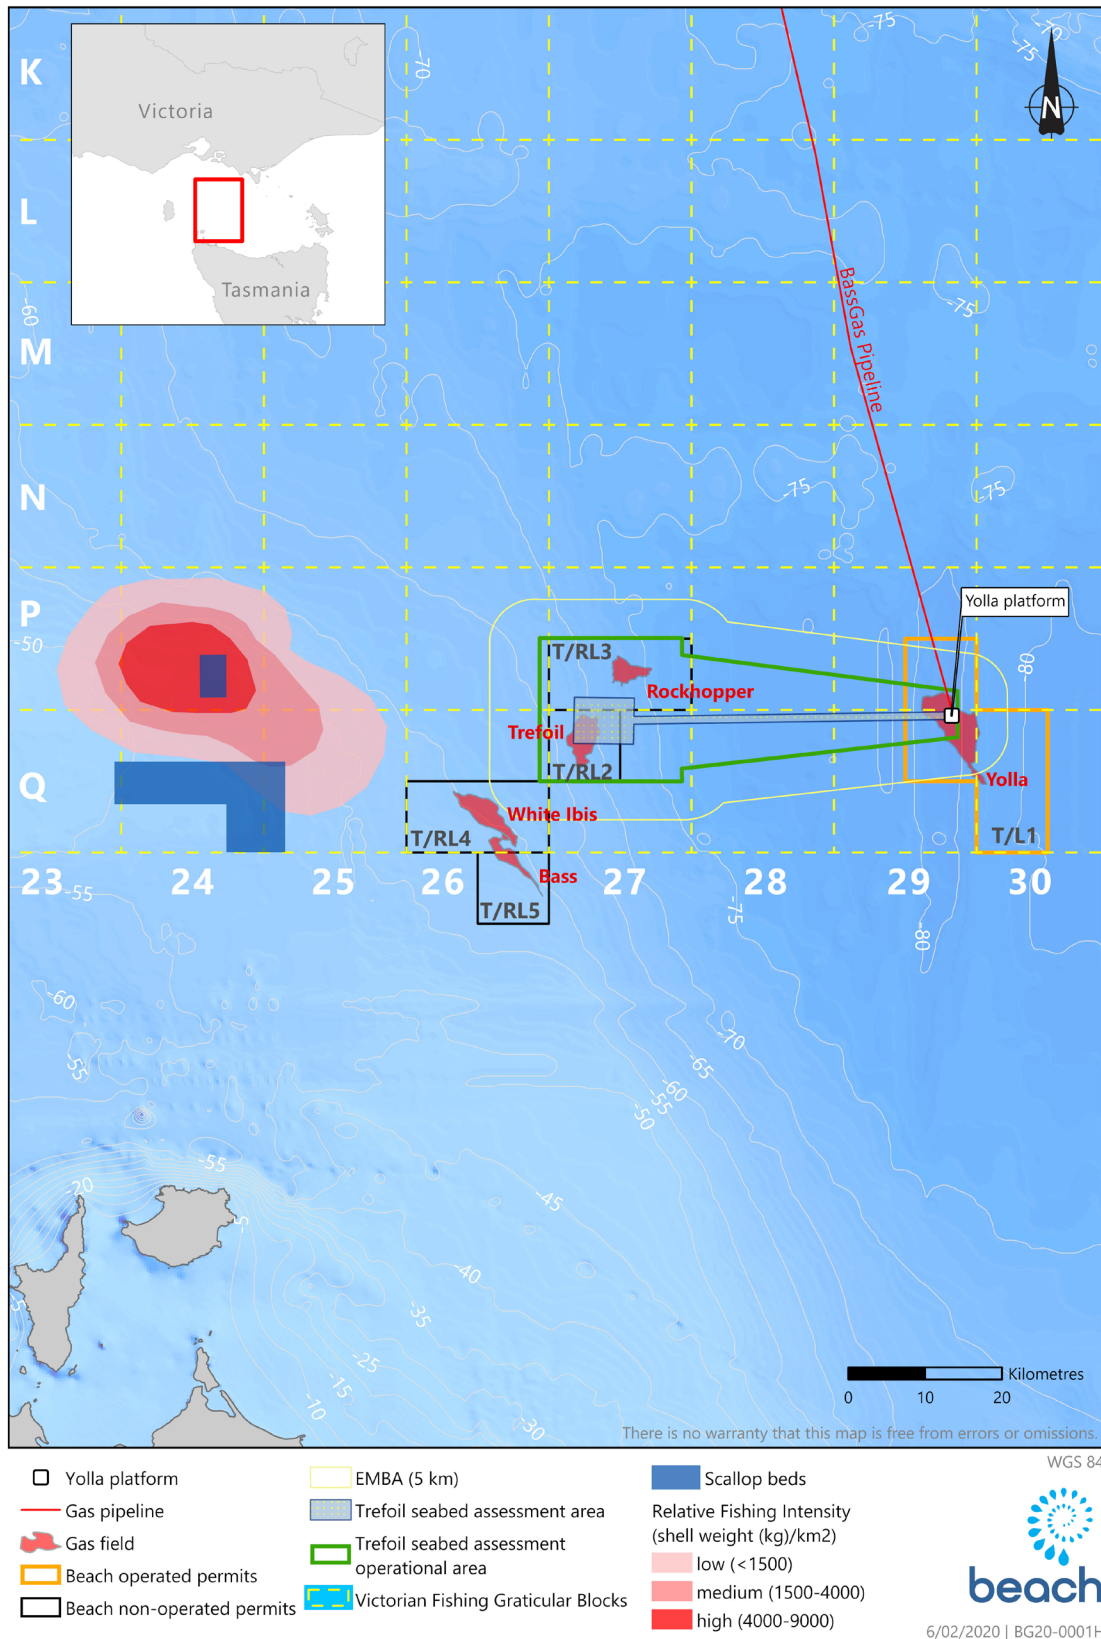 K
L
M
N
P
Q
Victoria
Tasmania
-70
-75
-70
-75
N
-60
-75
BassGas Pipeline
-75
-75
Yolla platform
-50
T/RL3
-80
Rockhopper
Trefoil
T/RL2
Yolla
White Ibis
T/RL4
T/L1
23 24 25 26 27 28 29 30
Bass
-55
T/RL5
-75
-80
-60
-70
-65
-55
-60
-55
-50
-55
-20
-45
5
-40
5
-35
-25
-15
-10
-30
Kilometres
0 10 20
There is no warranty that this map is free from errors or omissions.
WGS 84
Yolla platform
Gas pipeline
Gas field
Beach operated permits
Beach non-operated permits
EMBA (5 km)
Trefoil seabed assessment area
Trefoil seabed assessment
operational area
Victorian Fishing Graticular Blocks
Scallop beds
Relative Fishing Intensity
(shell weight (kg)/km2)
low (<1500)
medium (1500-4000)
high (4000-9000)
beach
6/02/2020 | BG20-0001H